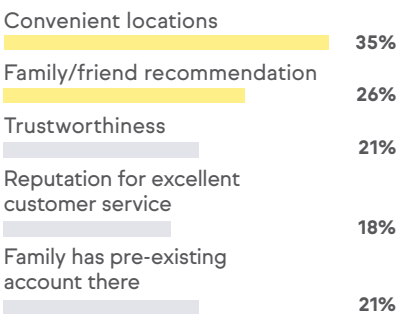 Convenient locations
35%
Family/friend recommendation
26%
Trustworthiness
21%
Reputation for excellent
customer service
18%
Family has pre-existing
account there
21%